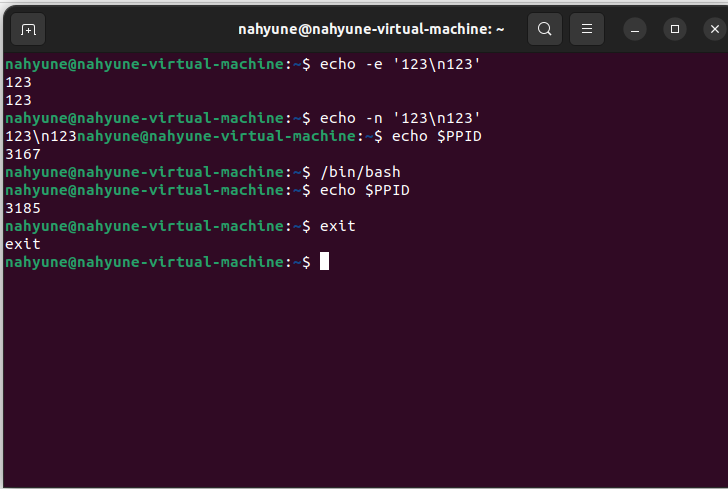 nahyune@nahyune-virtual-machine: ~
nahyune@nahyune-virtual-machine:~$ echo -e '123\n123'
123
123
nahyune@nahyune-virtual-machine:~$ echo -n '123\n123'
123\n123nahyune@nahyune-virtual-machine:~$ echo $PPID
3167
nahyune@nahyune-virtual-machine:~$ /bin/bash
nahyune@nahyune-virtual-machine:~$ echo $PPID
3185
nahyune@nahyune-virtual-machine:~$ exit
exit
nahyune@nahyune-virtual-machine:~$